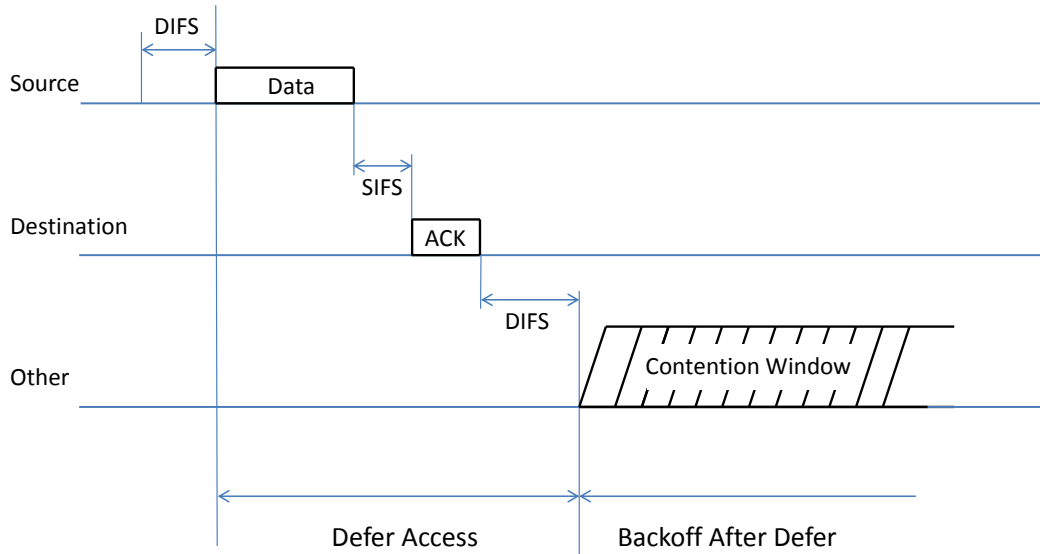 DIFS
Source
Data
SIFS
Destination
ACK
DIFS
Contention Window
Other
Defer Access
Backoff After Defer